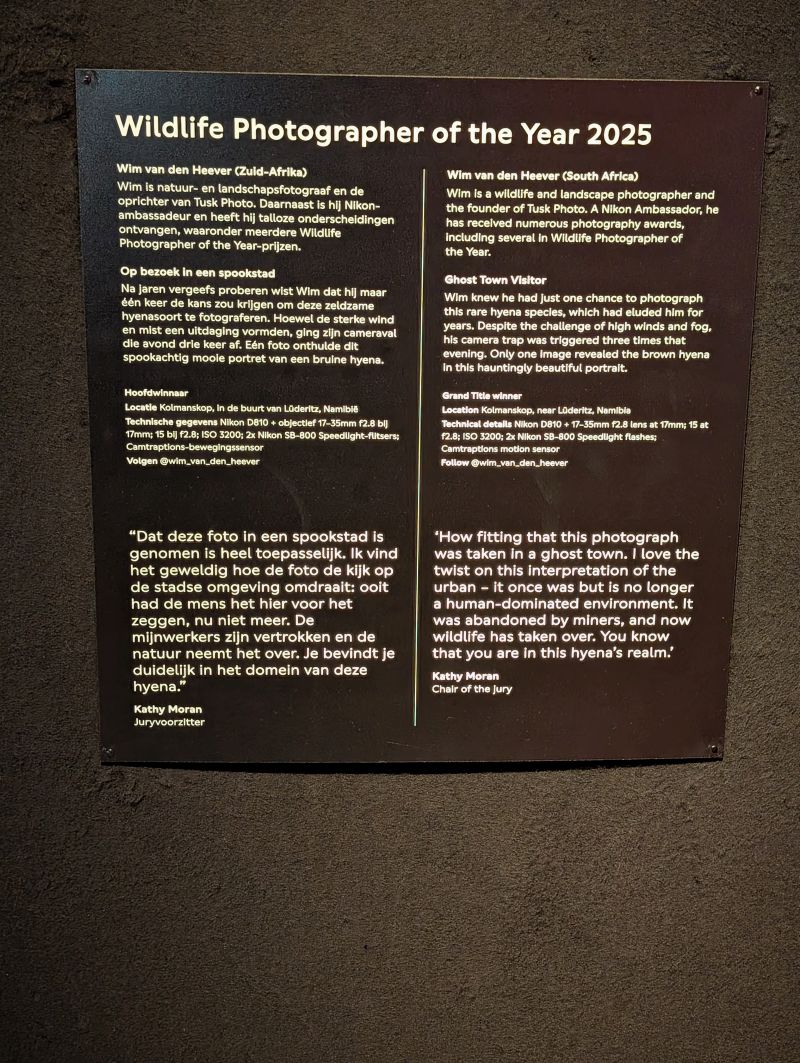 Wildlife Photographer of the Year 2025
Wim van den Heever (Zuid-Afrika)
Wim is natuur- en landschapsfotograaf en de
oprichter van Tusk Photo. Daarnaast is hij Nikon-
ambassadeur en heeft hij talloze onderscheidingen
ontvangen, waaronder meerdere Wildlife
Photographer of the Year-prijzen.
Op bezoek in een spookstad
Na jaren vergeefs proberen wist Wim dat hij maar
één keer de kans zou krijgen om deze zeldzame
hyenasoort te fotograferen. Hoewel de sterke wind
en mist een uitdaging vormden, ging zijn cameraval
die avond drie keer af. Eén foto onthulde dit
spookachtig mooie portret van een bruine hyena.
Hoofdwinnaar
Locatie Kolmanskop, in de buurt van Lüderitz, Namibië
Technische gegevens Nikon D810 + objectief 17–35mm f2.8 bij
17mm; 15 bij f2.8; ISO 3200; 2x Nikon SB-800 Speedlight-flitsers;
Camtraptions-bewegingssensor
Volgen @wim_van_den_heever
"Dat deze foto in een spookstad is
genomen is heel toepasselijk. Ik vind
het geweldig hoe de foto de kijk op
de stadse omgeving omdraait: ooit
had de mens het hier voor het
zeggen, nu niet meer. De
mijnwerkers zijn vertrokken en de
natuur neemt het over. Je bevindt je
duidelijk in het domein van deze
hyena."
Kathy Moran
Juryvoorzitter
Wim van den Heever (South Africa)
Wim is a wildlife and landscape photographer and
the founder of Tusk Photo. A Nikon Ambassador, he
has received numerous photography awards,
including several in Wildlife Photographer of
the Year.
Ghost Town Visitor
Wim knew he had just one chance to photograph
this rare hyena species, which had eluded him for
years. Despite the challenge of high winds and fog,
his camera trap was triggered three times that
evening. Only one image revealed the brown hyena
in this hauntingly beautiful portrait.
Grand Title winner
Location Kolmanskop, near Lüderitz, Namibia
Technical details Nikon D810 + 17–35mm f2.8 lens at 17mm; 15 at
f2.8; ISO 3200; 2x Nikon SB-800 Speedlight flashes;
Camtraptions motion sensor
Follow @wim_van_den_heever
'How fitting that this photograph
was taken in a ghost town. I love the
twist on this interpretation of the
urban – it once was but is no longer
a human-dominated environment. It
was abandoned by miners, and now
wildlife has taken over. You know
that you are in this hyena's realm.'
Kathy Moran
Chair of the jury